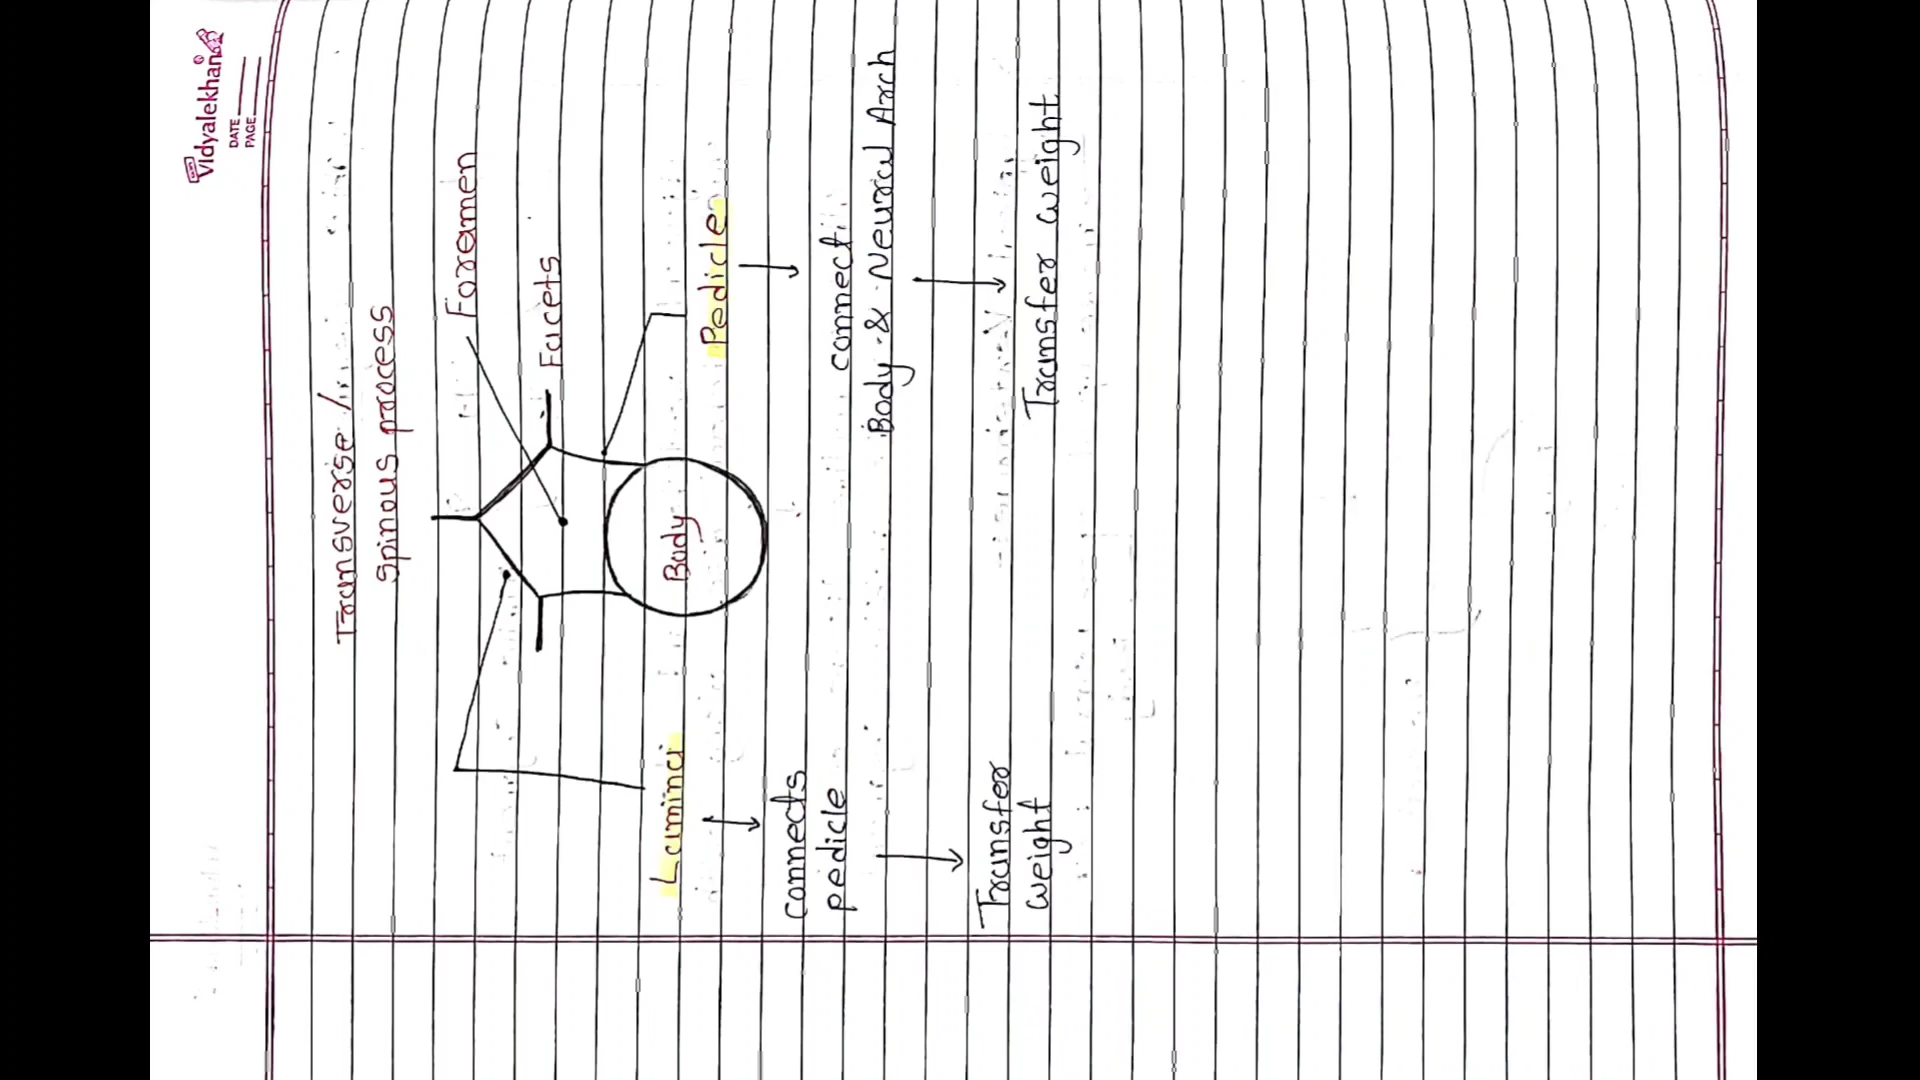 Vidyalekhan
DATE
PAGE
Transverse /
spinous process
Foramen
Facets
Body
Pedicle
connect
Body & Neural Arch
Transfer weight
Lamina
connects
pedicle
Transfer
weight